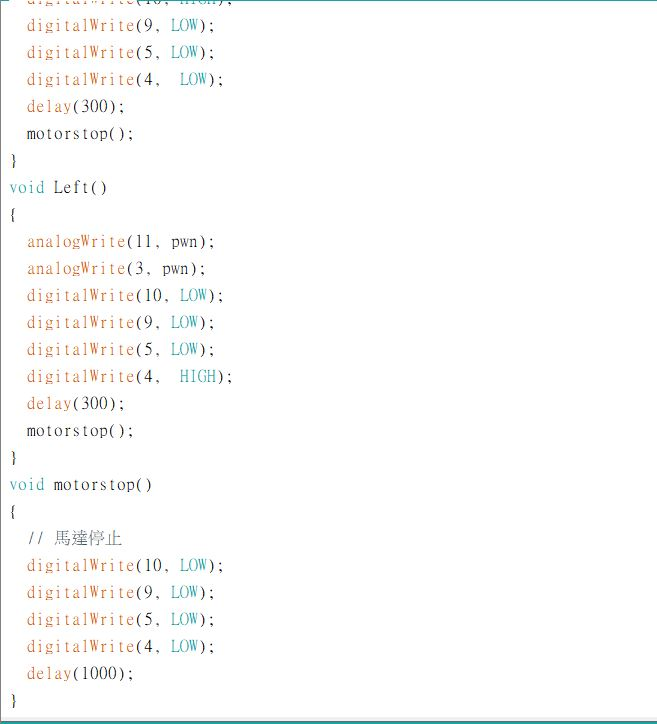 digitalWrite(10, HIGH);
digitalWrite(9, LOW);
digitalWrite(5, LOW);
digitalWrite(4,  LOW);
delay(300);
motorstop();
}
void Left()
{
analogWrite(11, pwn);
analogWrite(3, pwn);
digitalWrite(10, LOW);
digitalWrite(9, LOW);
digitalWrite(5, LOW);
digitalWrite(4,  HIGH);
delay(300);
motorstop();
}
void motorstop()
{
// 馬達停止
digitalWrite(10, LOW);
digitalWrite(9, LOW);
digitalWrite(5, LOW);
digitalWrite(4, LOW);
delay(1000);
}